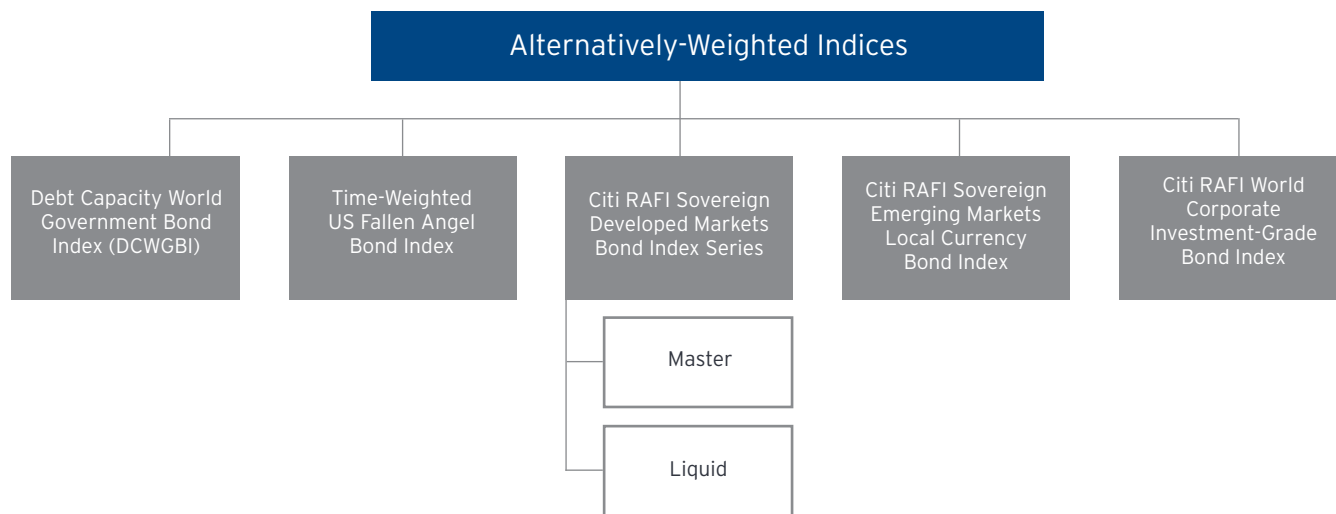 Alternatively-Weighted Indices
Debt Capacity World
Government Bond
Index (DCWGBI)
Time-Weighted
US Fallen Angel
Bond Index
Citi RAFI Sovereign
Developed Markets
Bond Index Series
Citi RAFI Sovereign
Emerging Markets
Local Currency
Bond Index
Citi RAFI World
Corporate
Investment-Grade
Bond Index
Master
Liquid